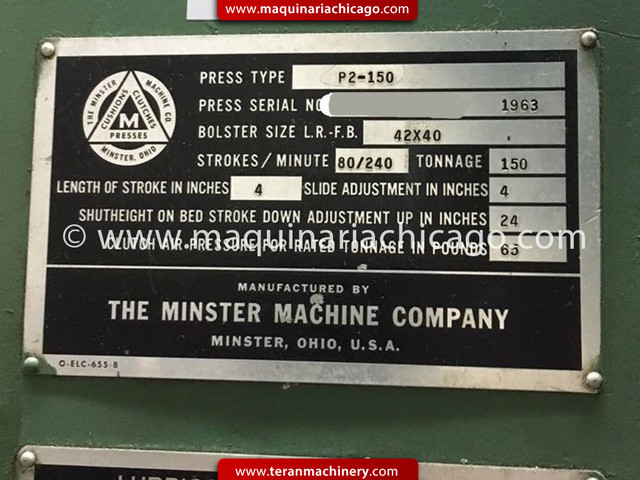 www.maquinariachicago.com
PRESS TYPE P2-150
PRESS SERIAL NO 1963
BOLSTER SIZE L.R.-F.B. 42X40
STROKES/MINUTE 80/240 TONNAGE 150
LENGTH OF STROKE IN INCHES 4 SLIDE ADJUSTMENT IN INCHES 4
SHUTHEIGHT ON BED STROKE DOWN ADJUSTMENT UP IN INCHES 24
© www.maquinariachicago.com
CLUTCH AIR PRESSURE FOR RATED TONNAGE IN POUNDS 65
THE MINSTER MACHINE CO.
CUSHIONS CLUTCHES
M
PRESSES
MINSTER, OHIO
MANUFACTURED BY
THE MINSTER MACHINE COMPANY
MINSTER, OHIO, U.S.A.
O-ELC-655-8
www.teranmachinery.com